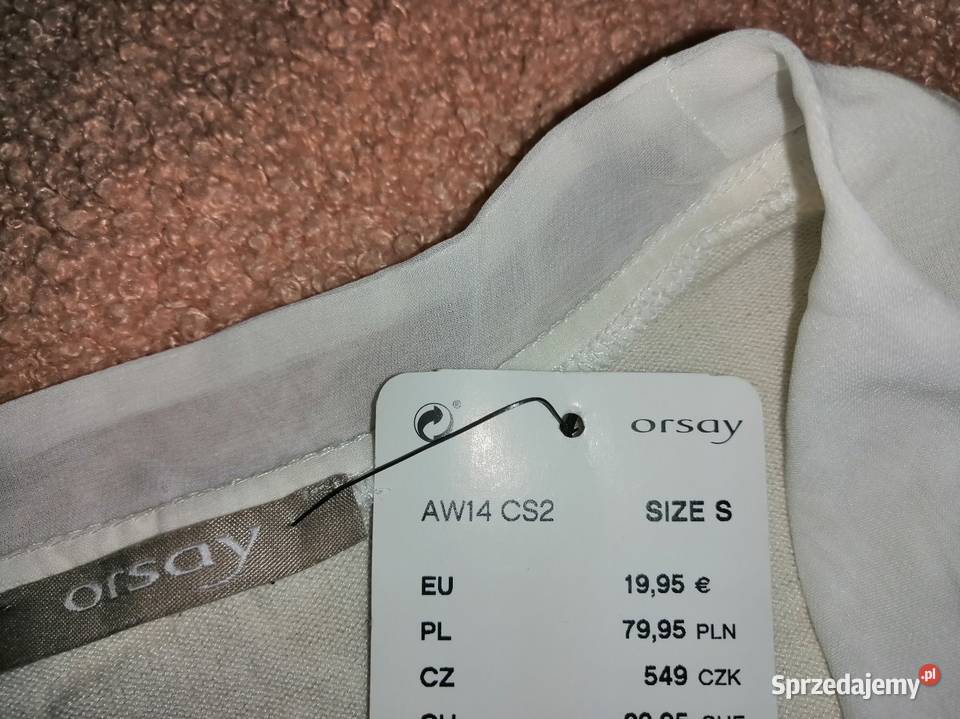 orsay
AW14 CS2 SIZE S
EU 19,95 €
PL 79,95 PLN
CZ 549 CZK
orsay
Sprzedajemy.pl